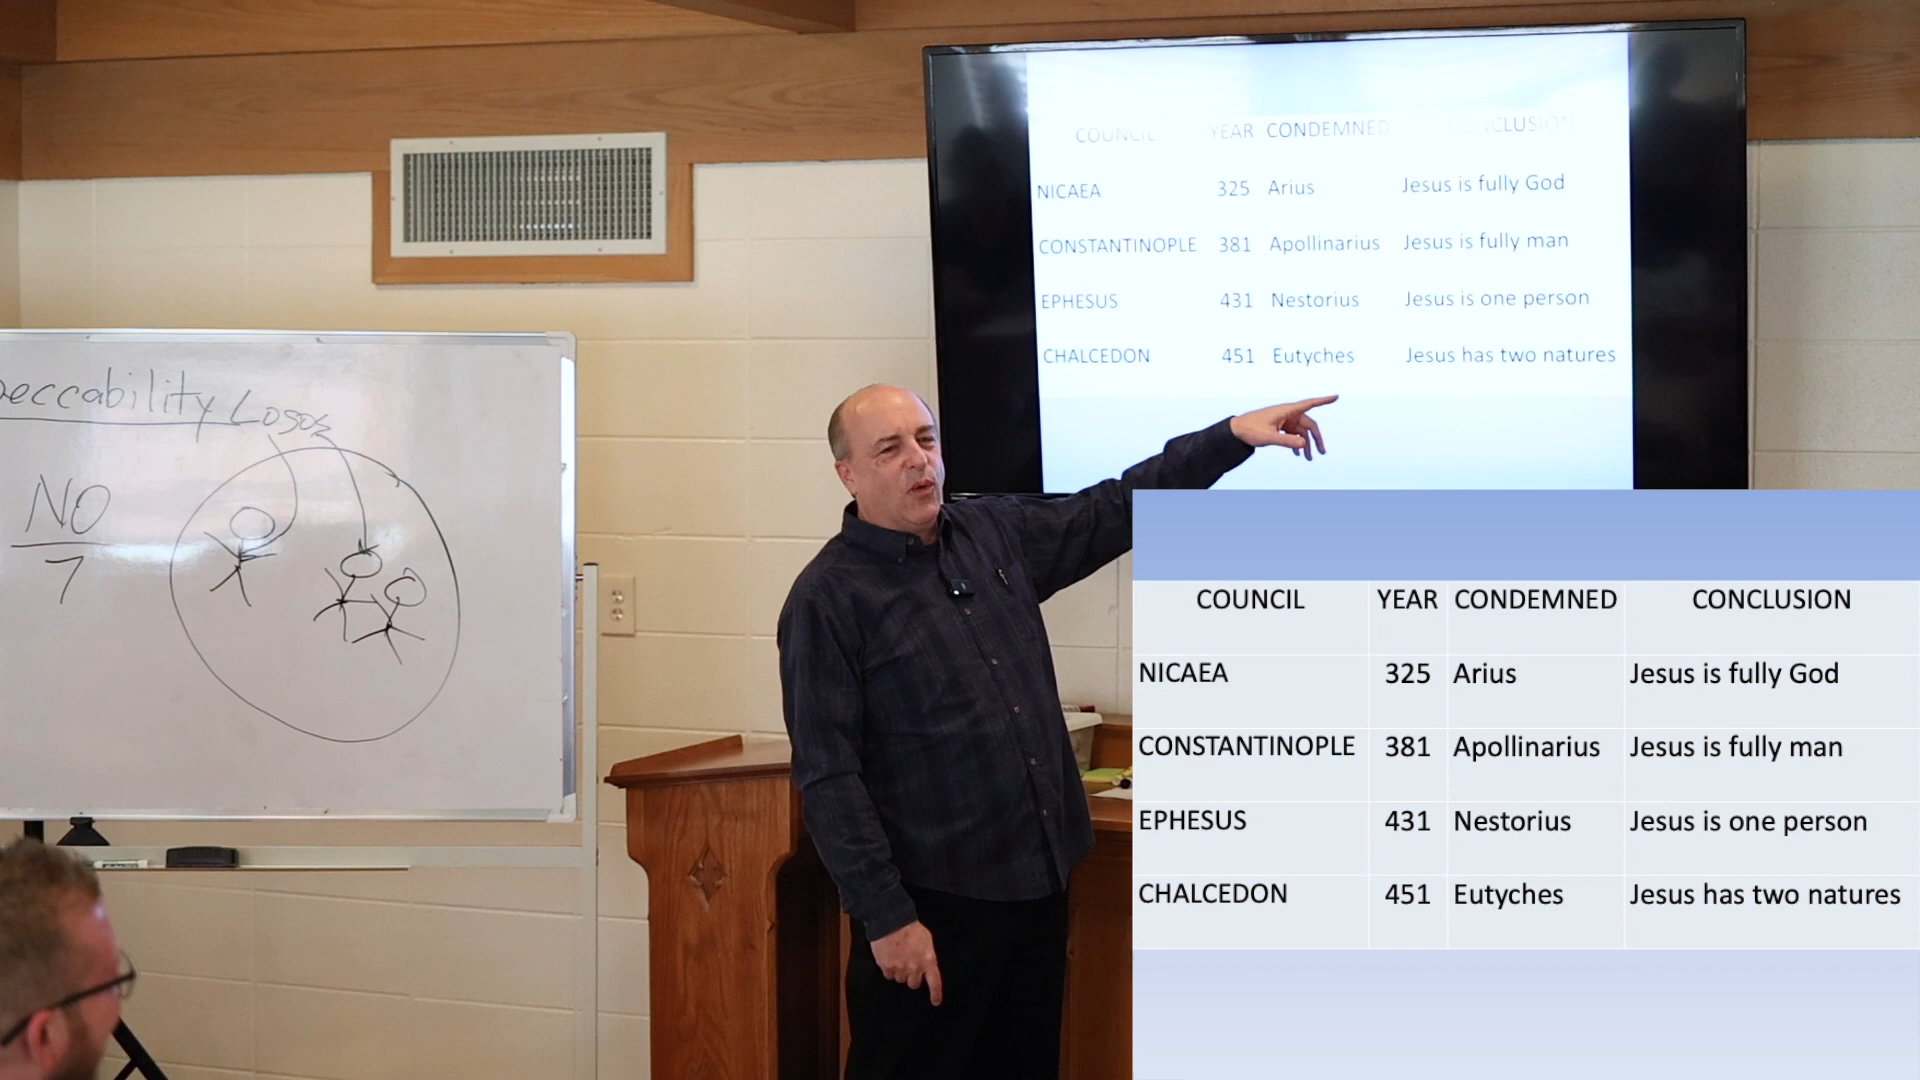 eccability Logos
NO
7
COUNCIL YEAR CONDEMNED CONCLUSION
NICAEA 325 Arius Jesus is fully God
CONSTANTINOPLE 381 Apollinarius Jesus is fully man
EPHESUS 431 Nestorius Jesus is one person
CHALCEDON 451 Eutyches Jesus has two natures
COUNCIL YEAR CONDEMNED CONCLUSION
NICAEA 325 Arius Jesus is fully God
CONSTANTINOPLE 381 Apollinarius Jesus is fully man
EPHESUS 431 Nestorius Jesus is one person
CHALCEDON 451 Eutyches Jesus has two natures